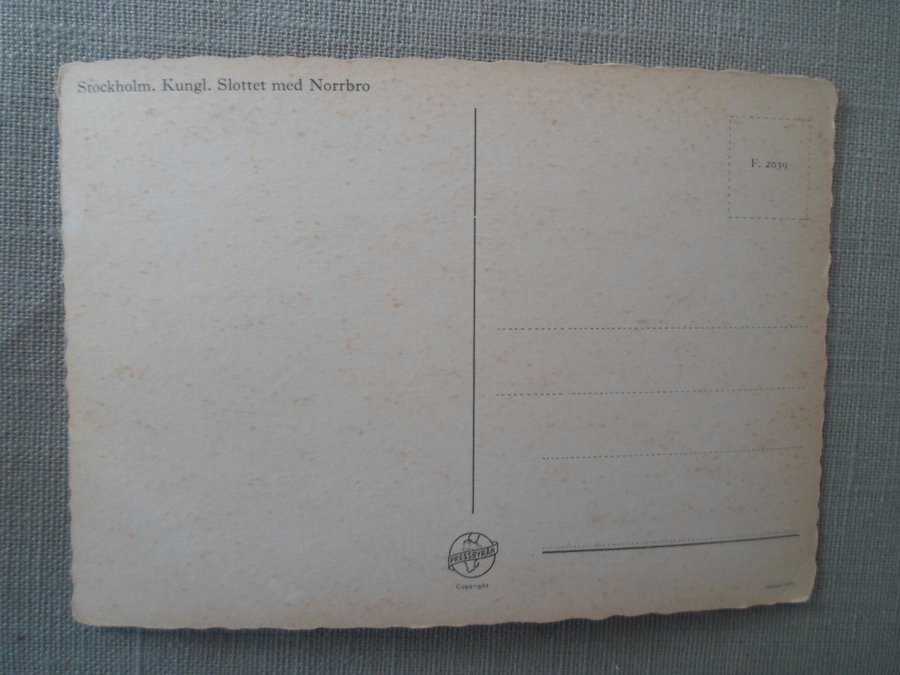 Stockholm. Kungl. Slottet med Norrbro
F. 2039
PRESSBYRÅN
Copyright